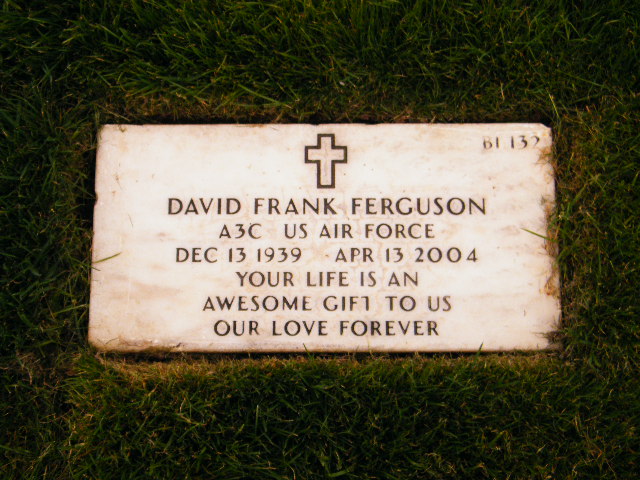 B1 132
DAVID FRANK FERGUSON
A3C US AIR FORCE
DEC 13 1939 APR 13 2004
YOUR LIFE IS AN
AWESOME GIFT TO US
OUR LOVE FOREVER